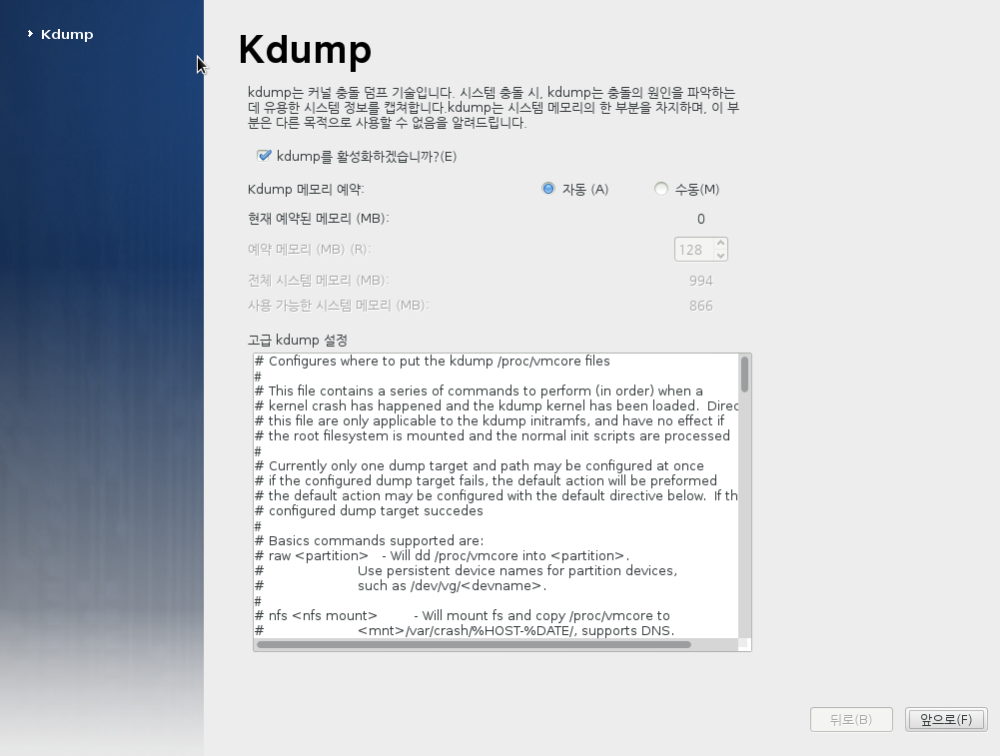 Kdump
Kdump
kdump는 커널 충돌 덤프 기술입니다. 시스템 충돌 시, kdump는 충돌의 원인을 파악하는
데 유용한 시스템 정보를 캡쳐합니다.kdump는 시스템 메모리의 한 부분을 차지하며, 이 부
분은 다른 목적으로 사용할 수 없음을 알려드립니다.
kdump를 활성화하겠습니까?(E)
Kdump 메모리 예약: 자동 (A) 수동(M)
현재 예약된 메모리 (MB): 0
예약 메모리 (MB) (R): 128
전체 시스템 메모리 (MB): 994
사용 가능한 시스템 메모리 (MB): 866
고급 kdump 설정
# Configures where to put the kdump /proc/vmcore files
#
# This file contains a series of commands to perform (in order) when a
# kernel crash has happened and the kdump kernel has been loaded.  Direc
# this file are only applicable to the kdump initramfs, and have no effect if
# the root filesystem is mounted and the normal init scripts are processed
#
# Currently only one dump target and path may be configured at once
# if the configured dump target fails, the default action will be preformed
# the default action may be configured with the default directive below.  If th
# configured dump target succedes
#
# Basics commands supported are:
# raw <partition>   - Will dd /proc/vmcore into <partition>.
#                       Use persistent device names for partition devices,
#                       such as /dev/vg/<devname>.
#
# nfs <nfs mount>         - Will mount fs and copy /proc/vmcore to
#                       <mnt>/var/crash/%HOST-%DATE/, supports DNS.
뒤로(B) 앞으로(F)